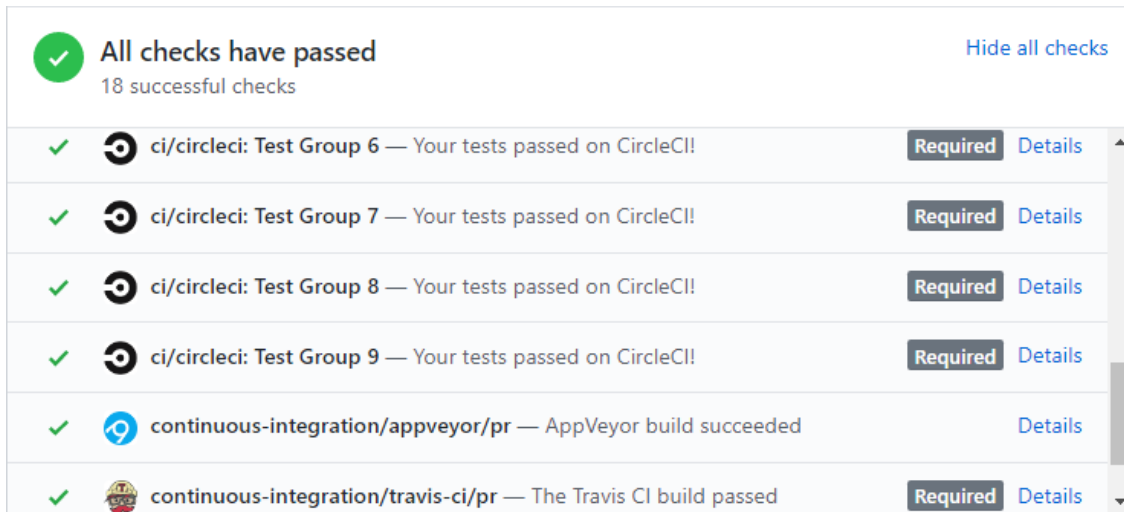 All checks have passed
Hide all checks
18 successful checks
ci/circleci: Test Group 6 — Your tests passed on CircleCI! Required Details
ci/circleci: Test Group 7 — Your tests passed on CircleCI! Required Details
ci/circleci: Test Group 8 — Your tests passed on CircleCI! Required Details
ci/circleci: Test Group 9 — Your tests passed on CircleCI! Required Details
continuous-integration/appveyor/pr — AppVeyor build succeeded Details
continuous-integration/travis-ci/pr — The Travis CI build passed Required Details